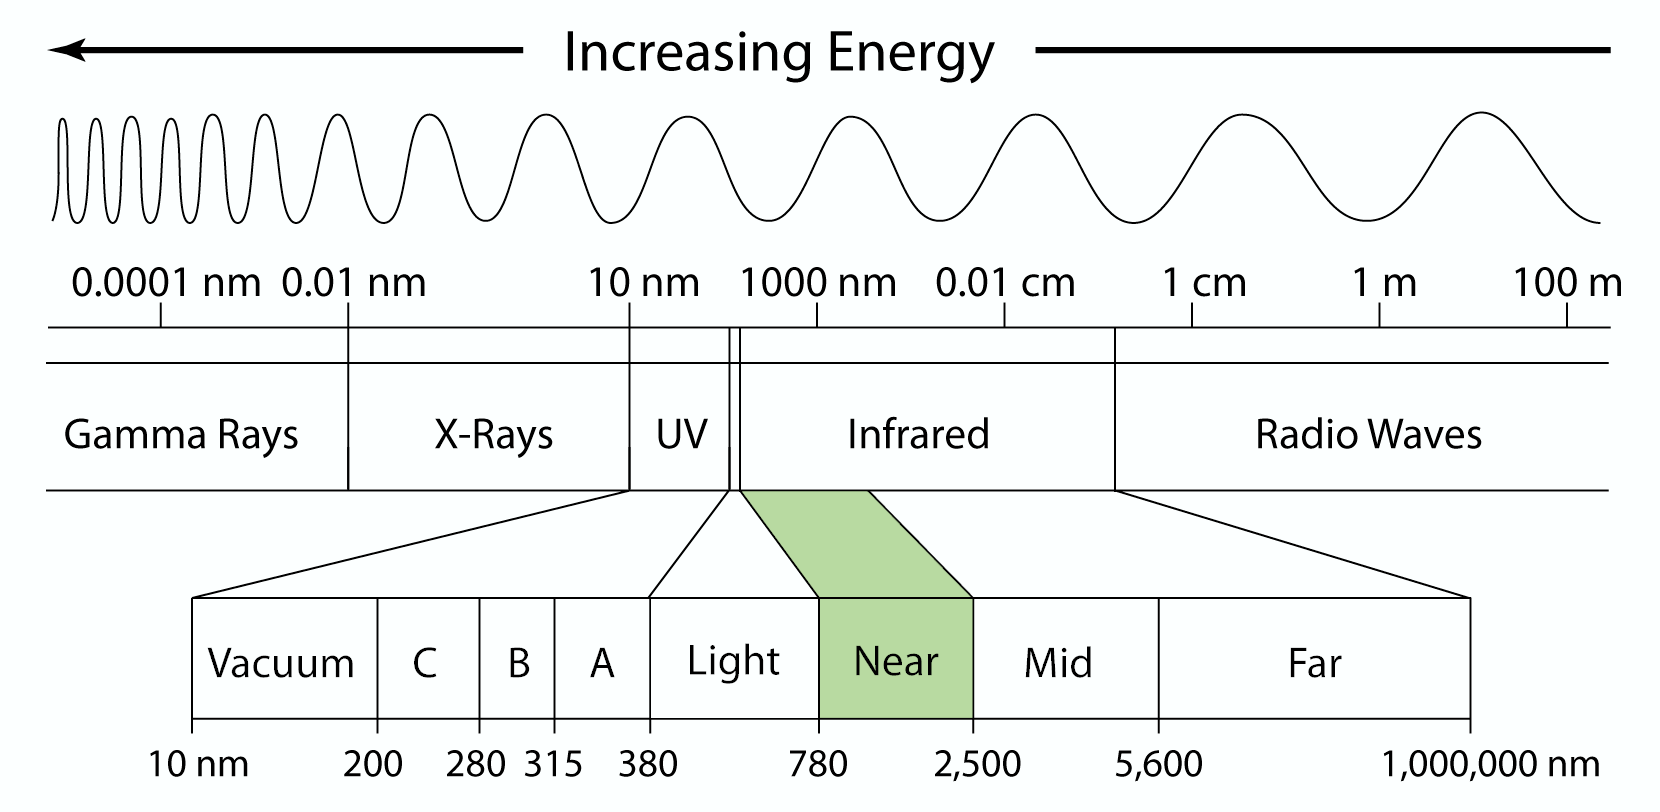 Increasing Energy
0.0001 nm 0.01 nm 10 nm 1000 nm 0.01 cm 1 cm 1 m 100 m
Gamma Rays X-Rays UV Infrared Radio Waves
Vacuum C B A Light Near Mid Far
10 nm 200 280 315 380 780 2,500 5,600 1,000,000 nm